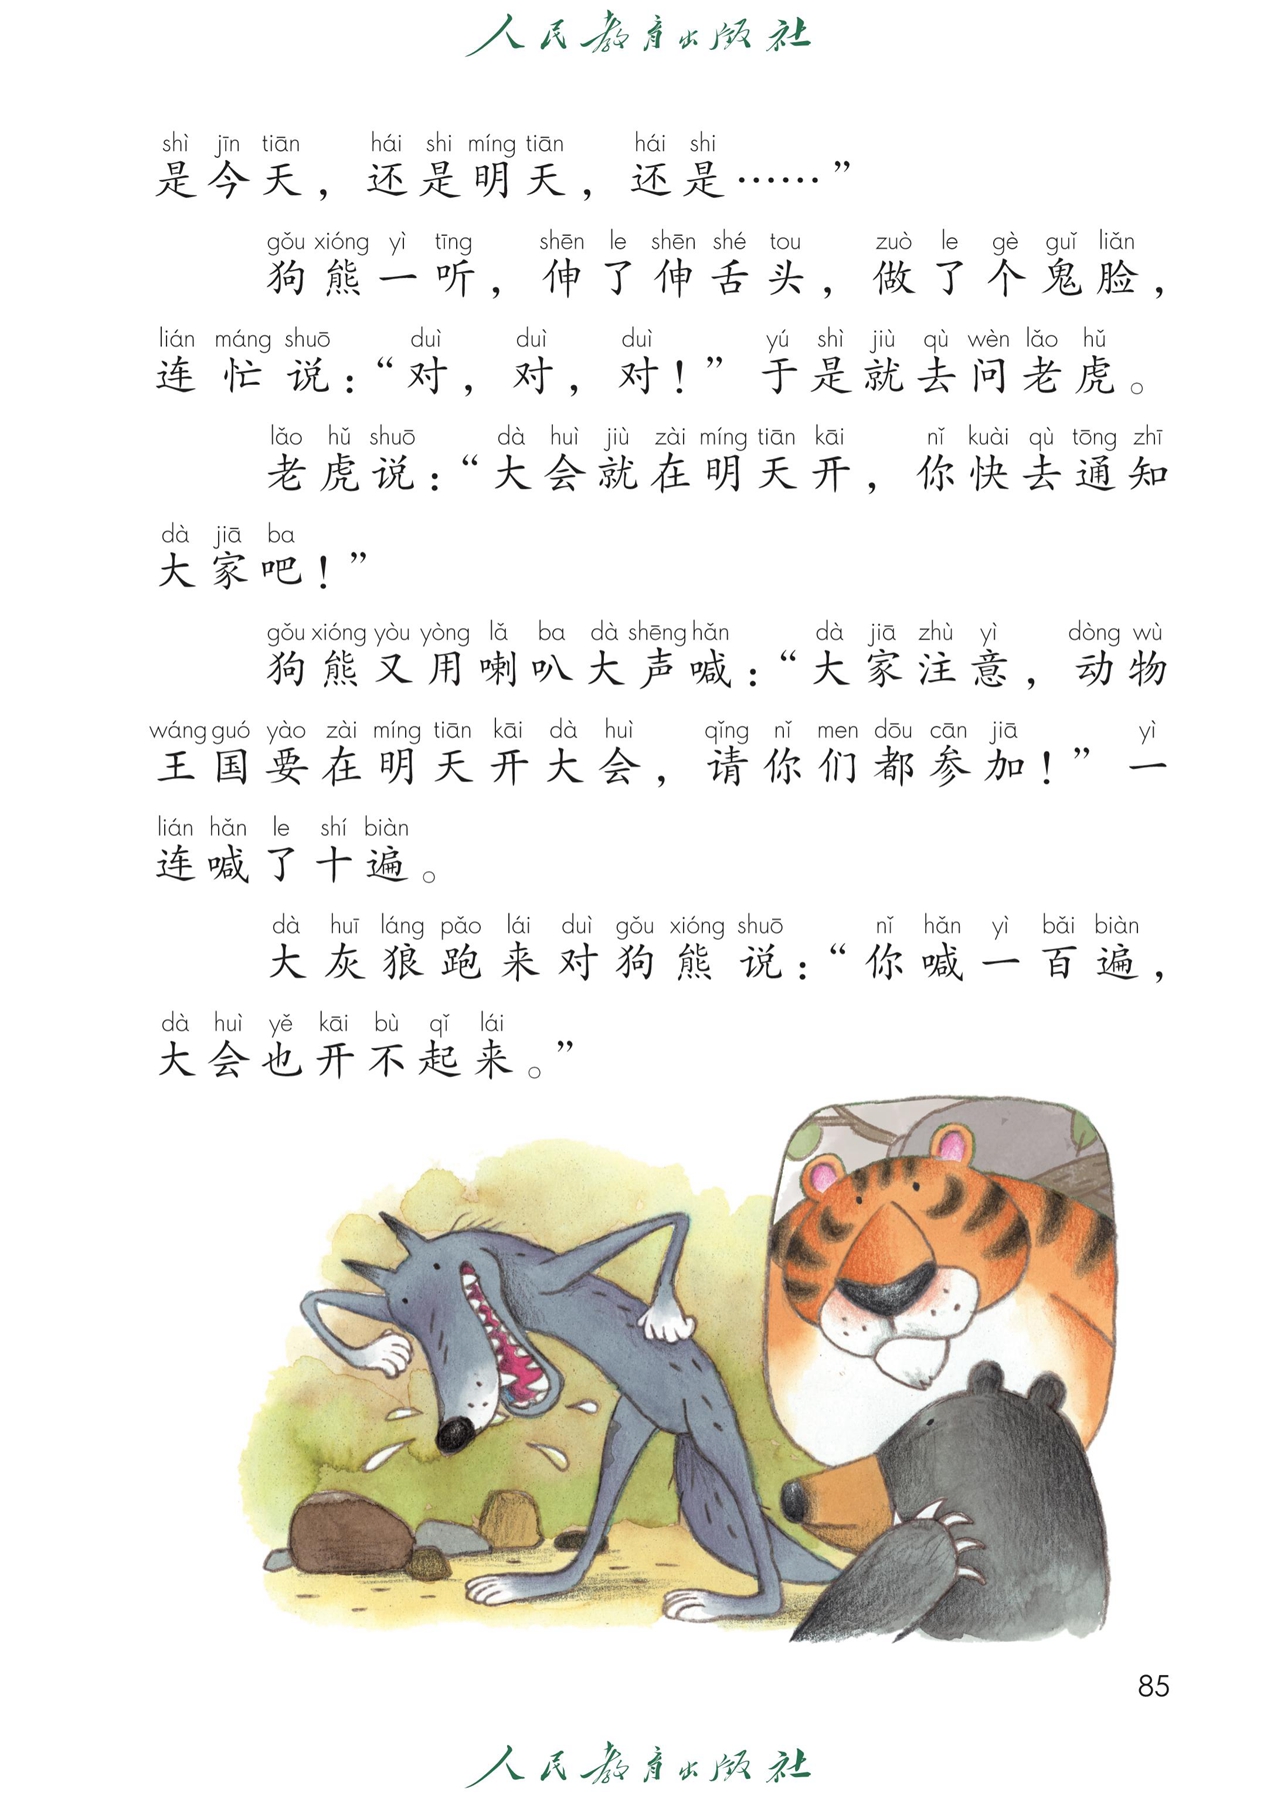 人民教育出版社
shì jīn tiān hái shi míng tiān hái shi
是今天，还是明天，还是……”
gǒu xióng yì tīng shēn le shēn shé tou zuò le gè guǐ liǎn
狗熊一听，伸了伸舌头，做了个鬼脸，
lián máng shuō duì duì duì yú shì jiù qù wèn lǎo hǔ
连忙说：“对，对，对！”于是就去问老虎。
lǎo hǔ shuō dà huì jiù zài míng tiān kāi nǐ kuài qù tōng zhī
老虎说：“大会就在明天开，你快去通知
dà jiā ba
大家吧！”
gǒu xióng yòu yòng lǎ ba dà shēng hǎn dà jiā zhù yì dòng wù
狗熊又用喇叭大声喊：“大家注意，动物
wáng guó yào zài míng tiān kāi dà huì qǐng nǐ men dōu cān jiā yì
王国要在明天开大会，请你们都参加！”一
lián hǎn le shí biàn
连喊了十遍。
dà huī láng pǎo lái duì gǒu xióng shuō nǐ hǎn yì bǎi biàn
大灰狼跑来对狗熊说：“你喊一百遍，
dà huì yě kāi bù qǐ lái
大会也开不起来。”
85
人民教育出版社